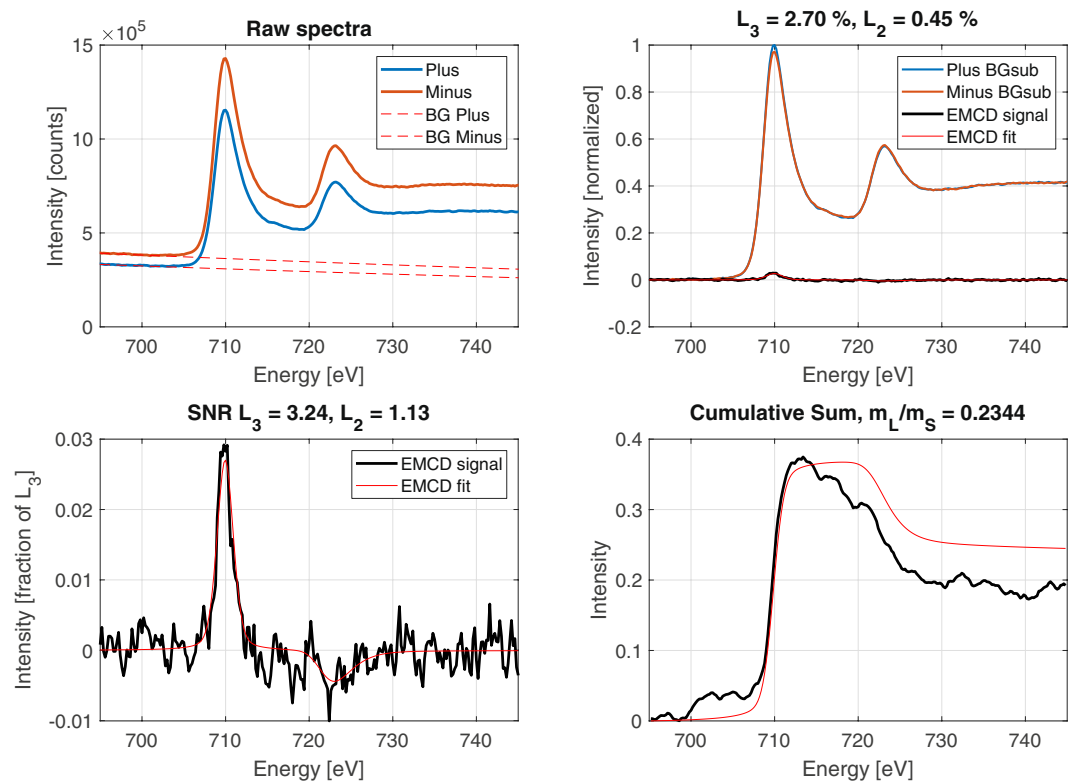 ×10⁵
Raw spectra
15
10
5
0
Intensity [counts]
700
710
720
730
740
Energy [eV]
Plus
Minus
BG Plus
BG Minus
L₃ = 2.70 %, L₂ = 0.45 %
1
0.8
0.6
0.4
0.2
0
-0.2
Intensity [normalized]
700
710
720
730
740
Energy [eV]
Plus BGsub
Minus BGsub
EMCD signal
EMCD fit
SNR L₃ = 3.24, L₂ = 1.13
0.03
0.02
0.01
0
-0.01
Intensity [fraction of L₃]
700
710
720
730
740
Energy [eV]
EMCD signal
EMCD fit
Cumulative Sum, m_L/m_S = 0.2344
0.4
0.3
0.2
0.1
0
Intensity
700
710
720
730
740
Energy [eV]